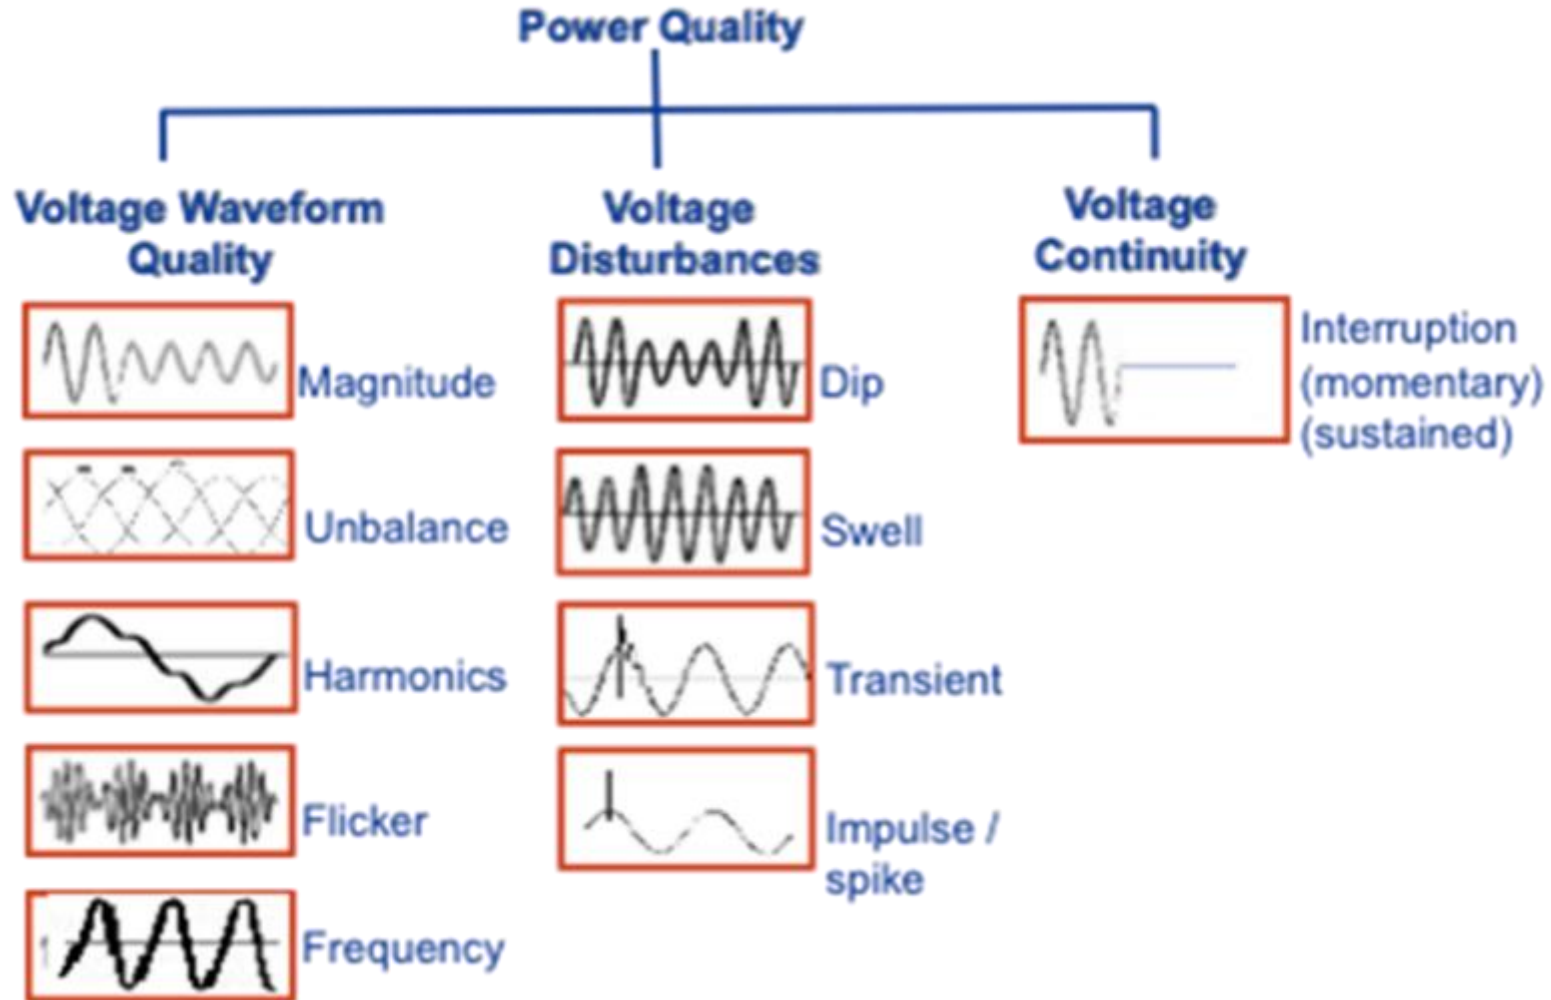 Power Quality
Voltage Waveform
Quality
Magnitude
Unbalance
Harmonics
Flicker
Frequency
Voltage
Disturbances
Dip
Swell
Transient
Impulse /
spike
Voltage
Continuity
Interruption
(momentary)
(sustained)